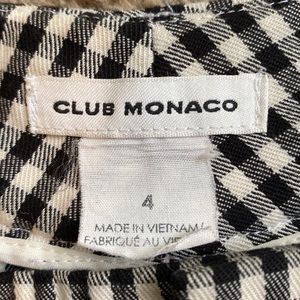 CLUB MONACO
4
MADE IN VIETNAM/
FABRIQUÉ AU